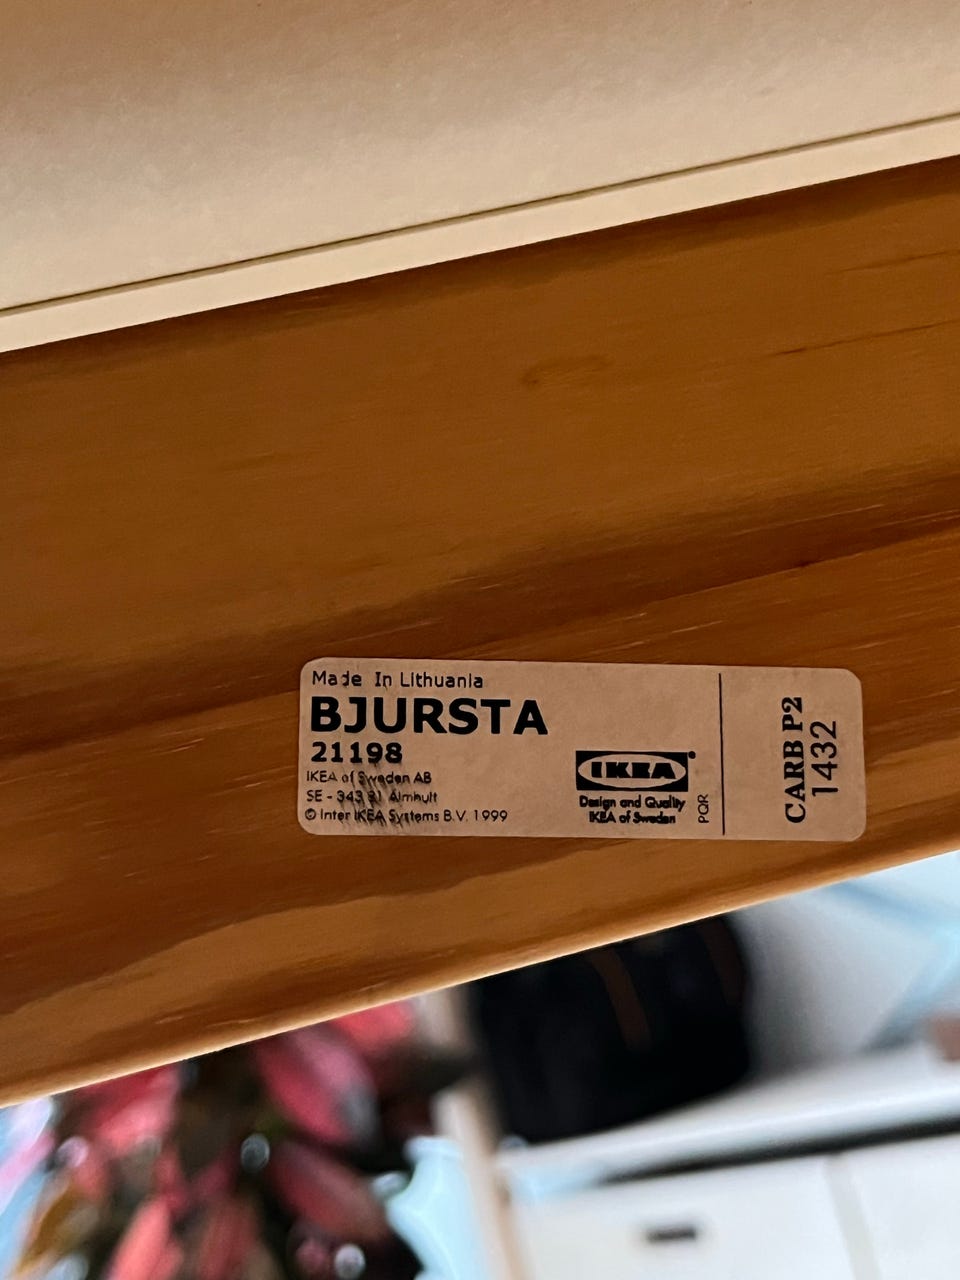 Made In Lithuania
BJURSTA
21198
IKEA of Sweden AB
SE - 343 81 Älmhult
© Inter IKEA Systems B.V. 1999
IKEA
Design and Quality
IKEA of Sweden
PQR
CARB P2
1432